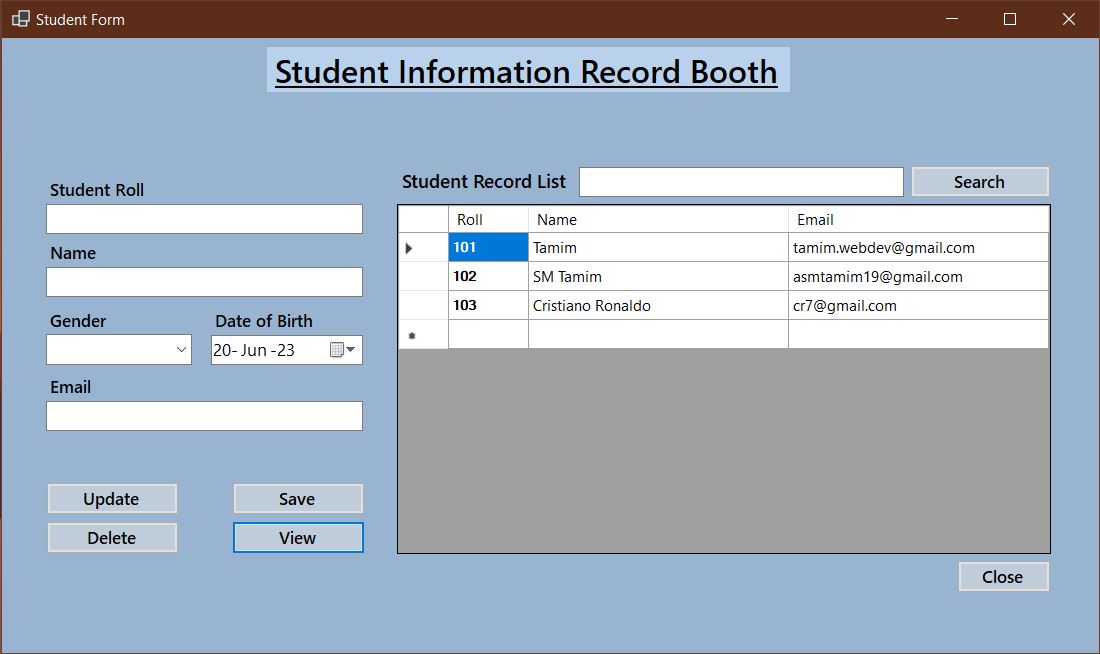 Student Form
Student Information Record Booth
Student Roll
Name
Gender Date of Birth
20- Jun -23
Email
Update Save
Delete View
Student Record List Search
Roll Name Email
101 Tamim tamim.webdev@gmail.com
102 SM Tamim asmtamim19@gmail.com
103 Cristiano Ronaldo cr7@gmail.com
Close